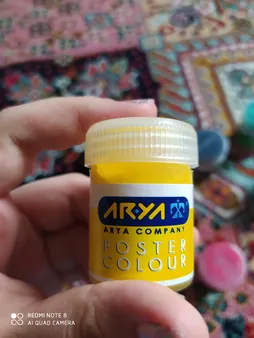 ARYA
ARYA COMPANY
POSTER
COLOUR
REDMI NOTE 8
AI QUAD CAMERA